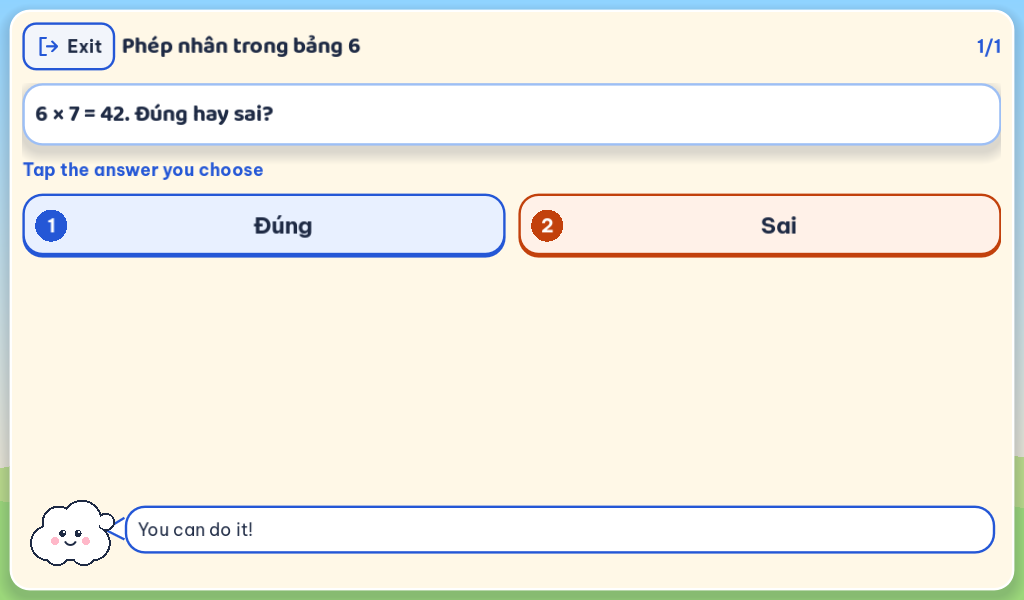 Exit
Phép nhân trong bảng 6
1/1
6 × 7 = 42. Đúng hay sai?
Tap the answer you choose
1 Đúng
2 Sai
You can do it!